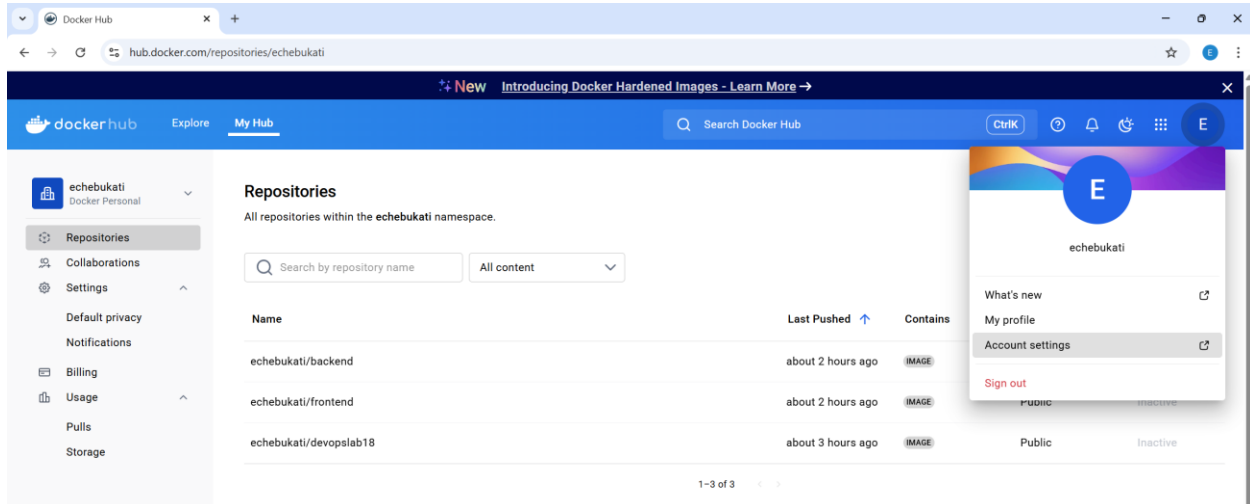 Docker Hub
hub.docker.com/repositories/echebukati
E
New Introducing Docker Hardened Images - Learn More →
dockerhub Explore My Hub Search Docker Hub CtrlK E
echebukati
Docker Personal
Repositories
Collaborations
Settings
Default privacy
Notifications
Billing
Usage
Pulls
Storage
Repositories
All repositories within the echebukati namespace.
Search by repository name All content
Name Last Pushed Contains
echebukati/backend about 2 hours ago IMAGE
echebukati/frontend about 2 hours ago IMAGE Public Inactive
echebukati/devopslab18 about 3 hours ago IMAGE Public Inactive
1–3 of 3
E
echebukati
What's new
My profile
Account settings
Sign out